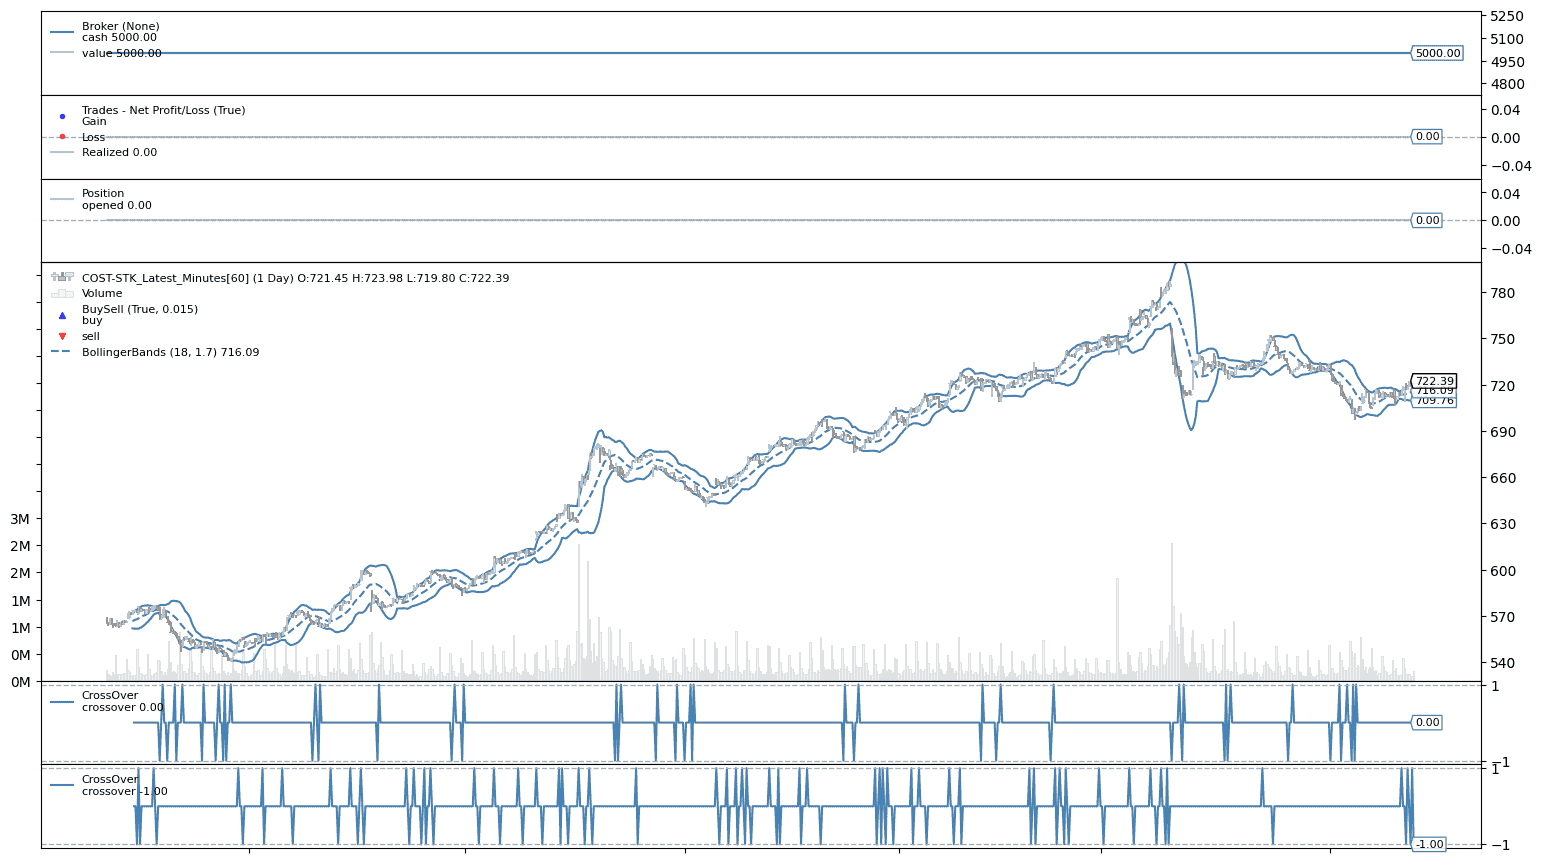 Broker (None)
cash 5000.00
value 5000.00
5250
5100
4950
4800
5000.00
Trades - Net Profit/Loss (True)
Gain
Loss
Realized 0.00
0.04
0.00
−0.04
0.00
Position
opened 0.00
0.04
0.00
−0.04
0.00
COST-STK_Latest_Minutes[60] (1 Day) O:721.45 H:723.98 L:719.80 C:722.39
Volume
BuySell (True, 0.015)
buy
sell
BollingerBands (18, 1.7) 716.09
780
750
720
690
660
630
600
570
540
722.39
716.09
709.76
3M
2M
2M
1M
1M
0M
0M
CrossOver
crossover 0.00
1
0.00
−1
CrossOver
crossover -1.00
1
-1.00
−1